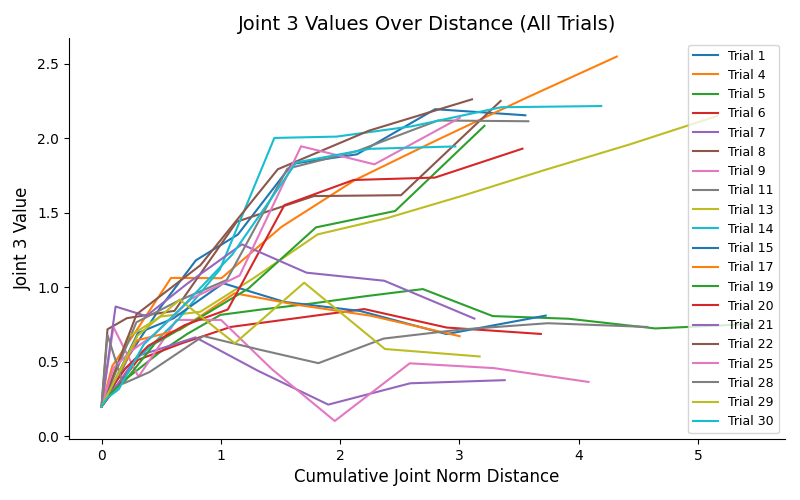 Joint 3 Values Over Distance (All Trials)
Joint 3 Value
2.5
2.0
1.5
1.0
0.5
0.0
0
1
2
3
4
5
Cumulative Joint Norm Distance
Trial 1
Trial 4
Trial 5
Trial 6
Trial 7
Trial 8
Trial 9
Trial 11
Trial 13
Trial 14
Trial 15
Trial 17
Trial 19
Trial 20
Trial 21
Trial 22
Trial 25
Trial 28
Trial 29
Trial 30